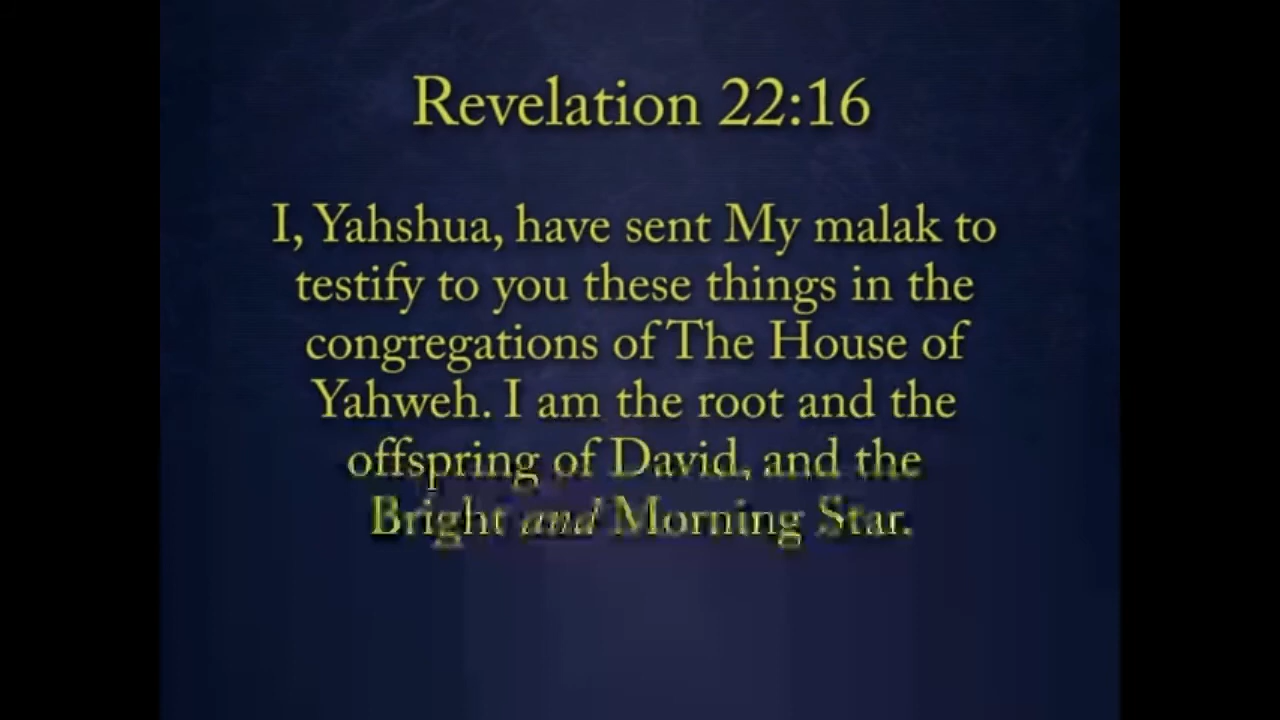 Revelation 22:16
I, Yahshua, have sent My malak to
testify to you these things in the
congregations of The House of
Yahweh. I am the root and the
offspring of David, and the
Bright and Morning Star.